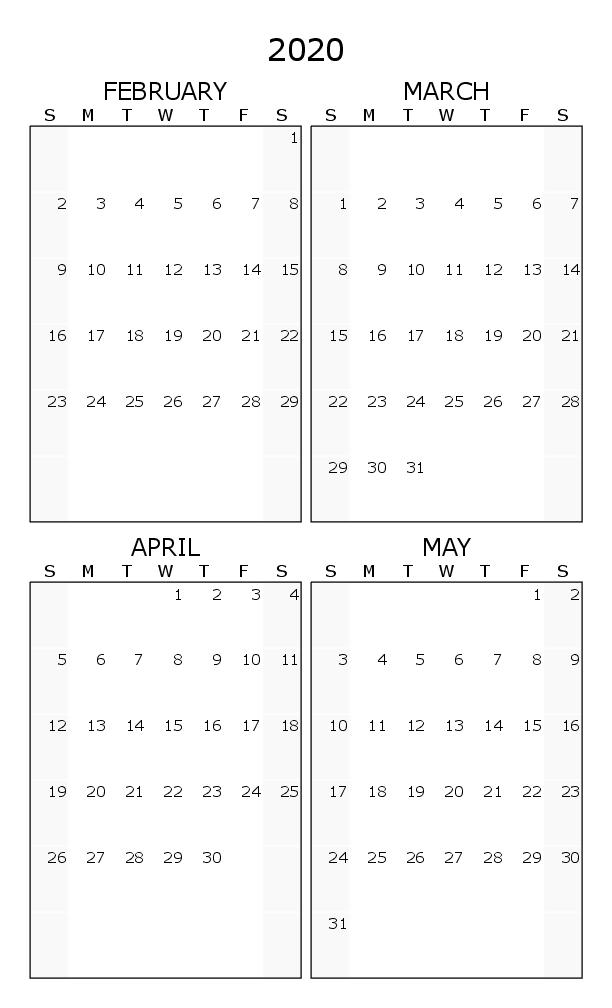 2020
FEBRUARY
S M T W T F S
1
2 3 4 5 6 7 8
9 10 11 12 13 14 15
16 17 18 19 20 21 22
23 24 25 26 27 28 29
MARCH
S M T W T F S
1 2 3 4 5 6 7
8 9 10 11 12 13 14
15 16 17 18 19 20 21
22 23 24 25 26 27 28
29 30 31
APRIL
S M T W T F S
1 2 3 4
5 6 7 8 9 10 11
12 13 14 15 16 17 18
19 20 21 22 23 24 25
26 27 28 29 30
MAY
S M T W T F S
1 2
3 4 5 6 7 8 9
10 11 12 13 14 15 16
17 18 19 20 21 22 23
24 25 26 27 28 29 30
31